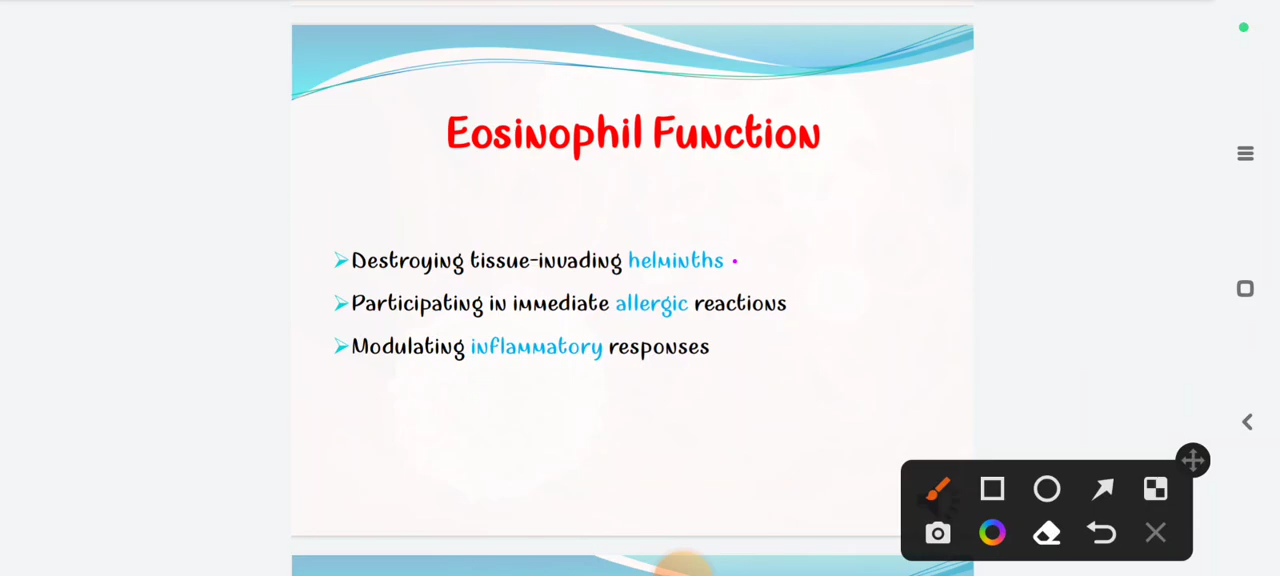 Eosinophil Function
➢Destroying tissue-invading helminths
➢Participating in immediate allergic reactions
➢Modulating inflammatory responses